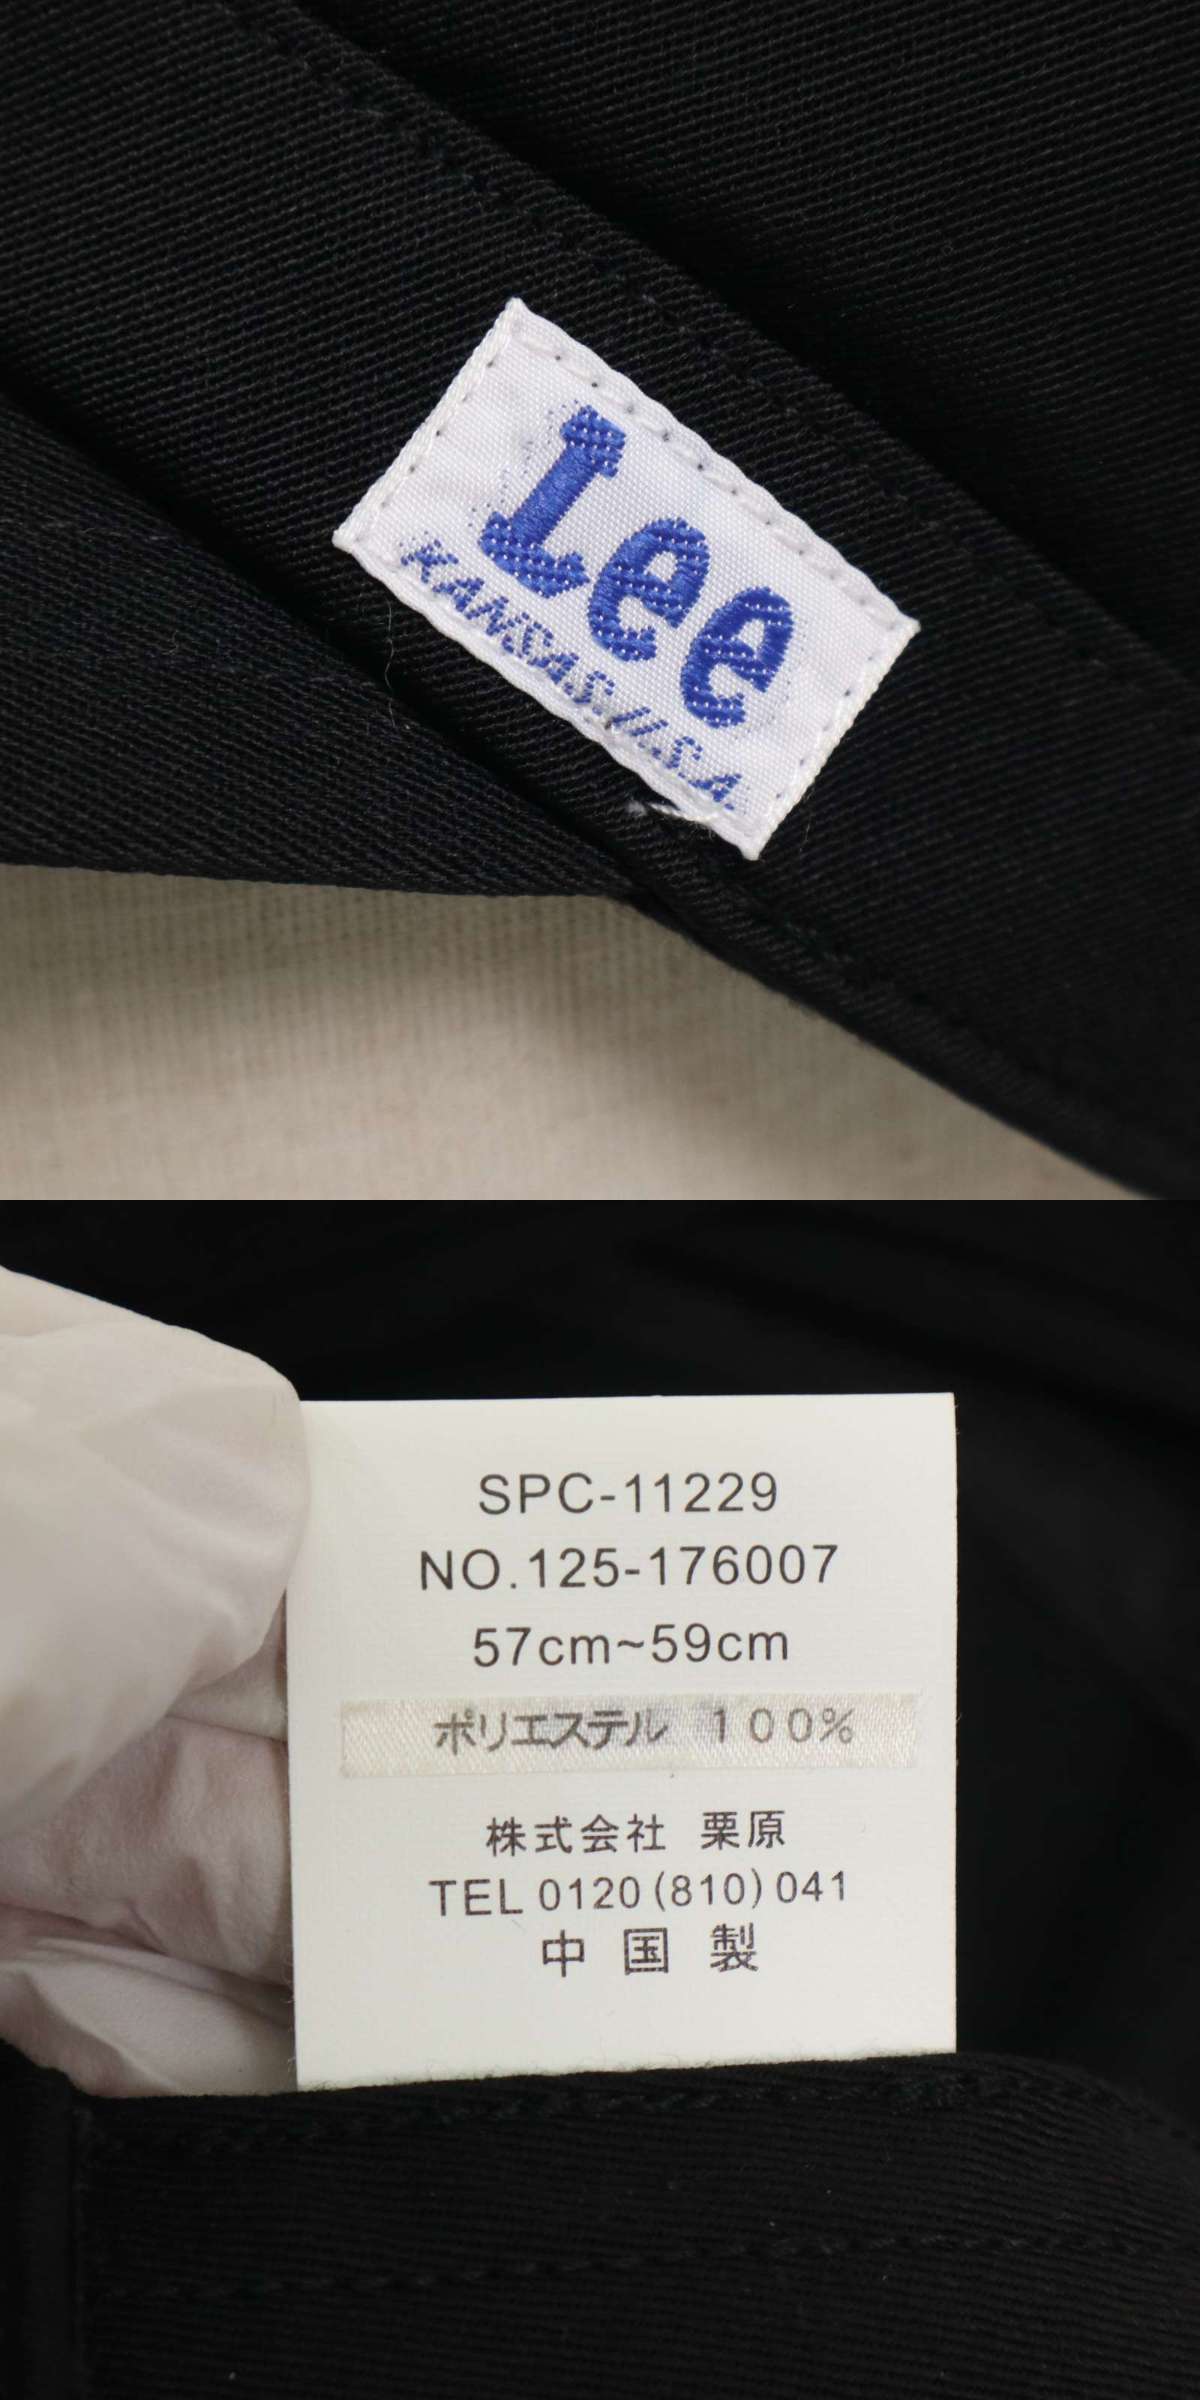 Lee
KANSAS. U.S.A.
SPC-11229
NO.125-176007
57cm~59cm
ポリエステル 100%
株式会社 栗原
TEL 0120(810)041
中国製